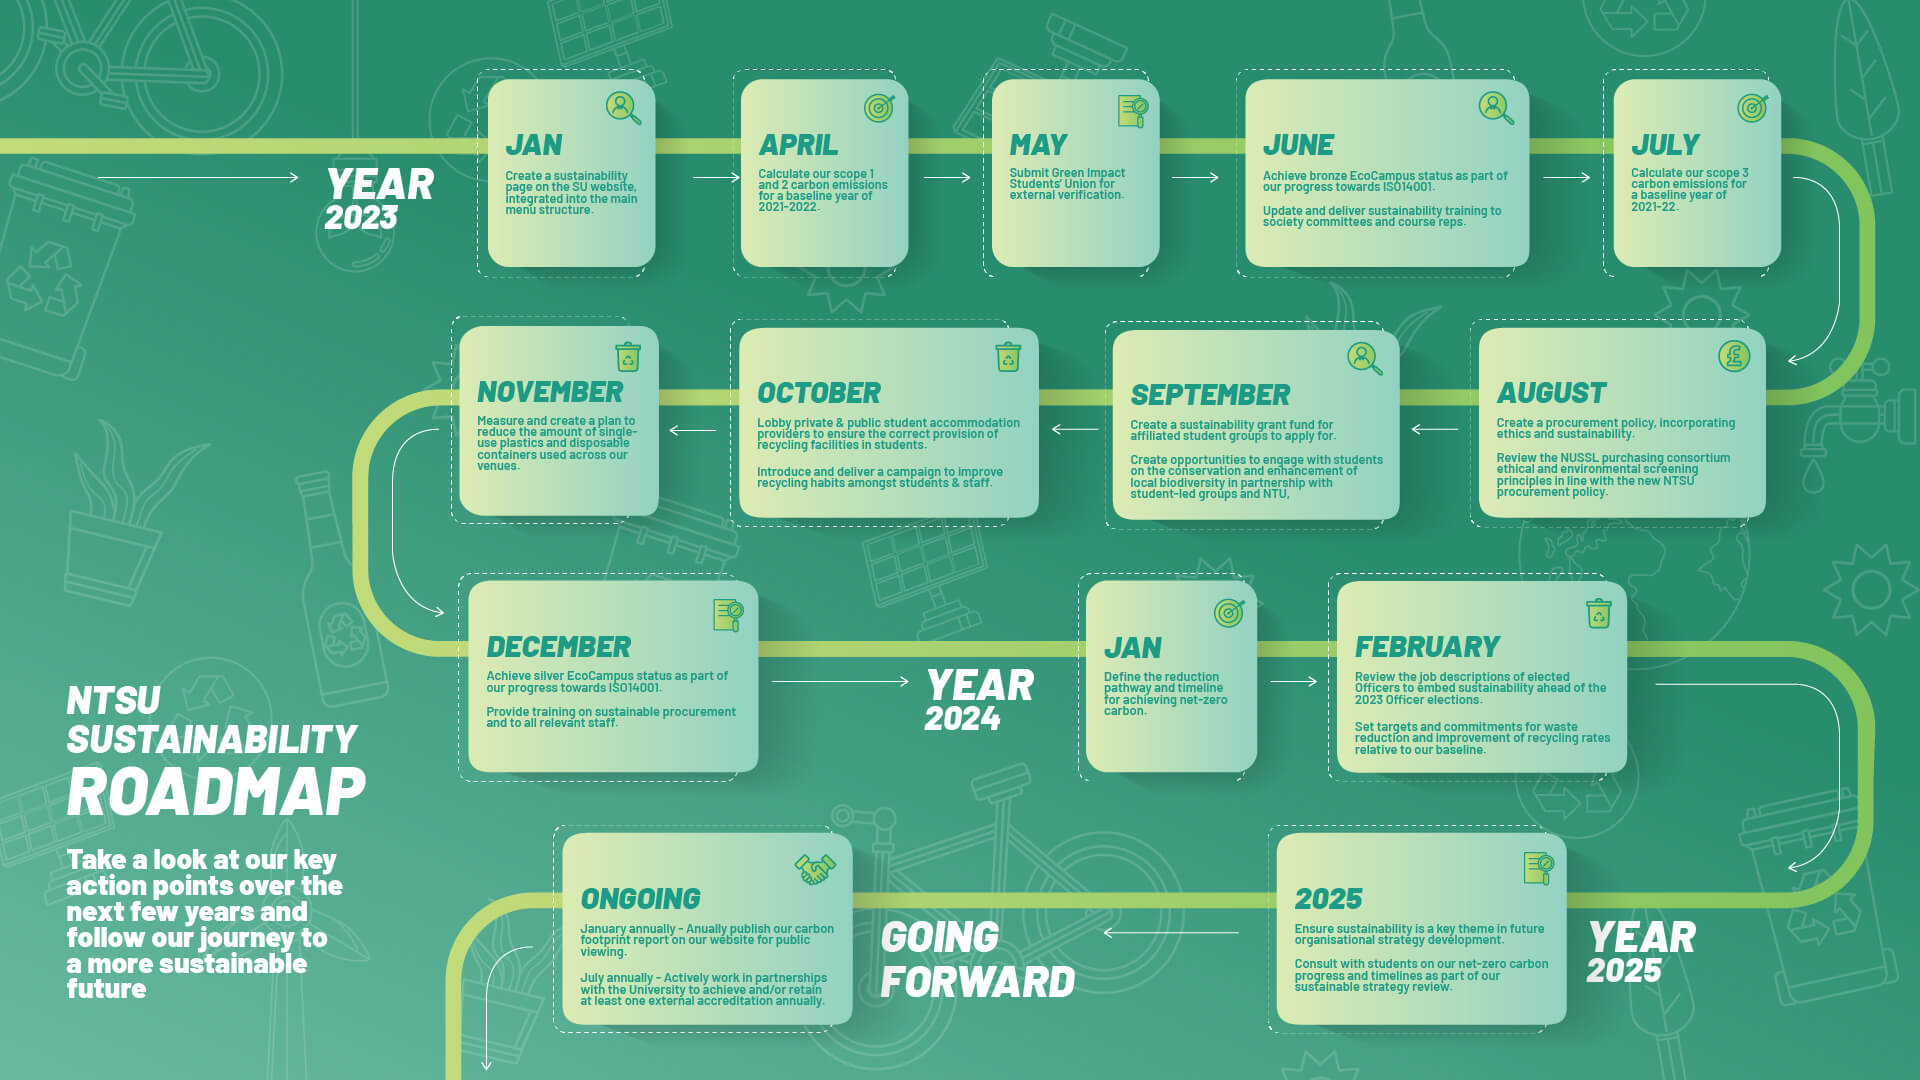 YEAR
2023
JAN
Create a sustainability
page on the SU website,
integrated into the main
menu structure.
APRIL
Calculate our scope 1
and 2 carbon emissions
for a baseline year of
2021-2022.
MAY
Submit Green Impact
Students' Union for
external verification.
JUNE
Achieve bronze EcoCampus status as part of
our progress towards ISO14001.
Update and deliver sustainability training to
society committees and course reps.
JULY
Calculate our scope 3
carbon emissions for
a baseline year of
2021-22.
AUGUST
Create a procurement policy, incorporating
ethics and sustainability.
Review the NUSSL purchasing consortium
ethical and environmental screening
principles in line with the new NTSU
procurement policy.
£
SEPTEMBER
Create a sustainability grant fund for
affiliated student groups to apply for.
Create opportunities to engage with students
on the conservation and enhancement of
local biodiversity in partnership with
student-led groups and NTU,
OCTOBER
Lobby private & public student accommodation
providers to ensure the correct provision of
recycling facilities in students.
Introduce and deliver a campaign to improve
recycling habits amongst students & staff.
NOVEMBER
Measure and create a plan to
reduce the amount of single-
use plastics and disposable
containers used across our
venues.
DECEMBER
Achieve silver EcoCampus status as part of
our progress towards ISO14001.
Provide training on sustainable procurement
and to all relevant staff.
YEAR
2024
JAN
Define the reduction
pathway and timeline
for achieving net-zero
carbon.
FEBRUARY
Review the job descriptions of elected
Officers to embed sustainability ahead of the
2023 Officer elections.
Set targets and commitments for waste
reduction and improvement of recycling rates
relative to our baseline.
YEAR
2025
2025
Ensure sustainability is a key theme in future
organisational strategy development.
Consult with students on our net-zero carbon
progress and timelines as part of our
sustainable strategy review.
GOING
FORWARD
ONGOING
January annually - Anually publish our carbon
footprint report on our website for public
viewing.
July annually - Actively work in partnerships
with the University to achieve and/or retain
at least one external accreditation annually.
NTSU
SUSTAINABILITY
ROADMAP
Take a look at our key
action points over the
next few years and
follow our journey to
a more sustainable
future